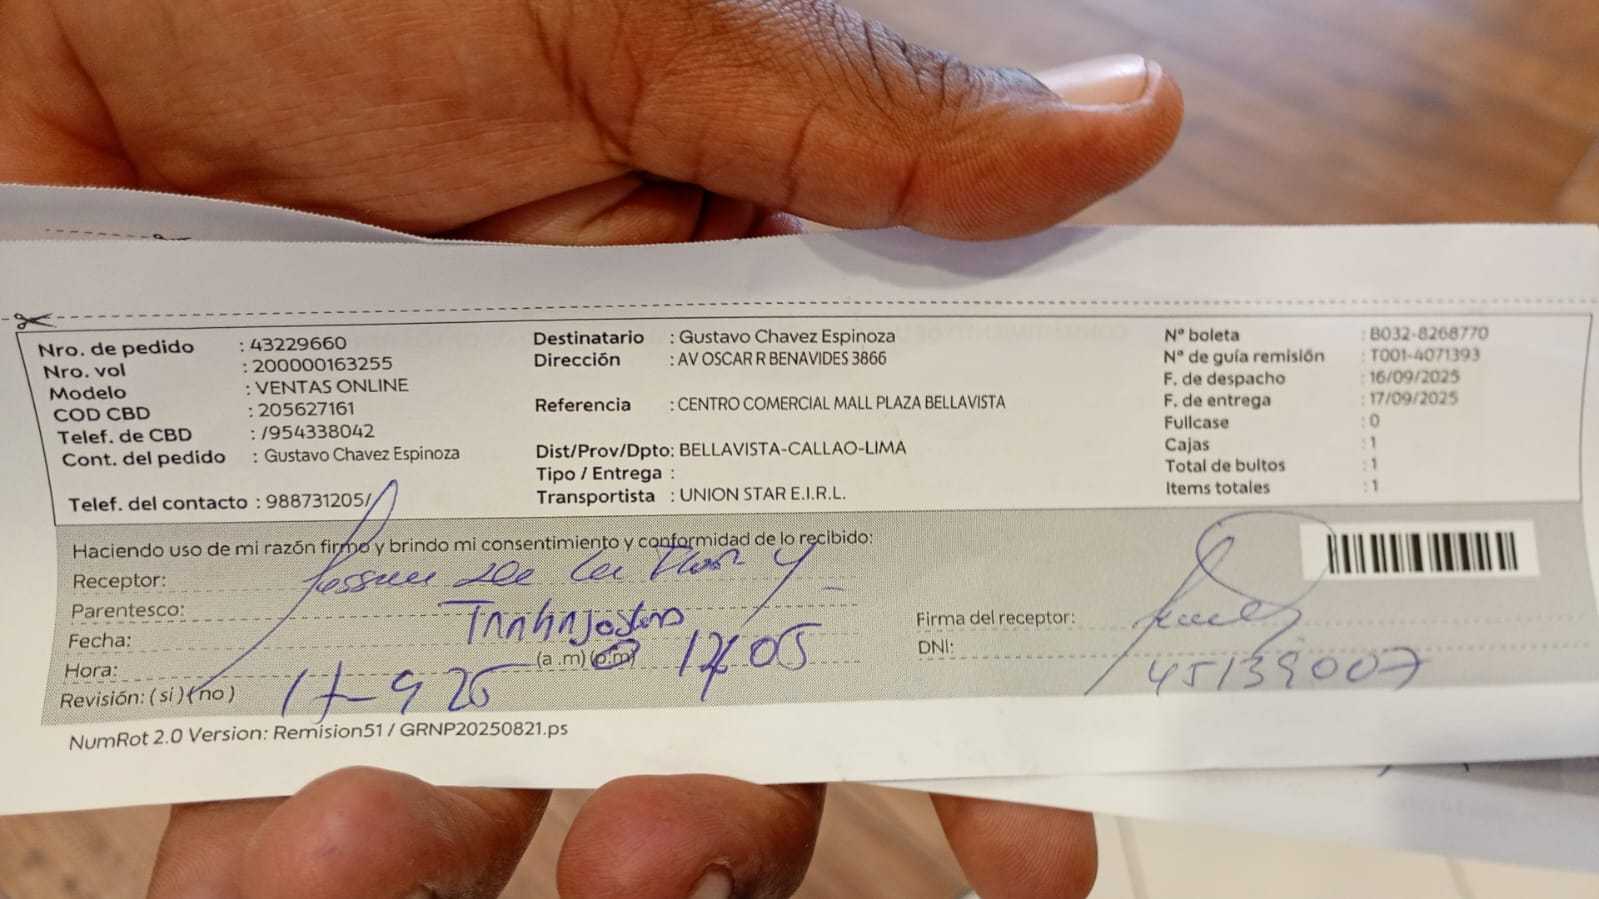 Nro. de pedido : 43229660
Nro. vol : 200000163255
Modelo : VENTAS ONLINE
COD CBD : 205627161
Telef. de CBD : /954338042
Cont. del pedido : Gustavo Chavez Espinoza
Telef. del contacto : 988731205/
Destinatario : Gustavo Chavez Espinoza
Dirección : AV OSCAR R BENAVIDES 3866
Referencia : CENTRO COMERCIAL MALL PLAZA BELLAVISTA
Dist/Prov/Dpto: BELLAVISTA-CALLAO-LIMA
Tipo / Entrega :
Transportista : UNION STAR E.I.R.L.
Nº boleta : B032-8268770
Nº de guía remisión : T001-4071393
F. de despacho : 16/09/2025
F. de entrega : 17/09/2025
Fullcase : 0
Cajas : 1
Total de bultos : 1
Items totales : 1
Haciendo uso de mi razón firmo y brindo mi consentimiento y conformidad de lo recibido:
Receptor: de la
Parentesco:
Fecha:
Hora: (a .m) (p.m)
Revisión: ( si ) ( no ) 17-9 25
Firma del receptor:
DNI: 45139007
NumRot 2.0 Version: Remision51 / GRNP20250821.ps